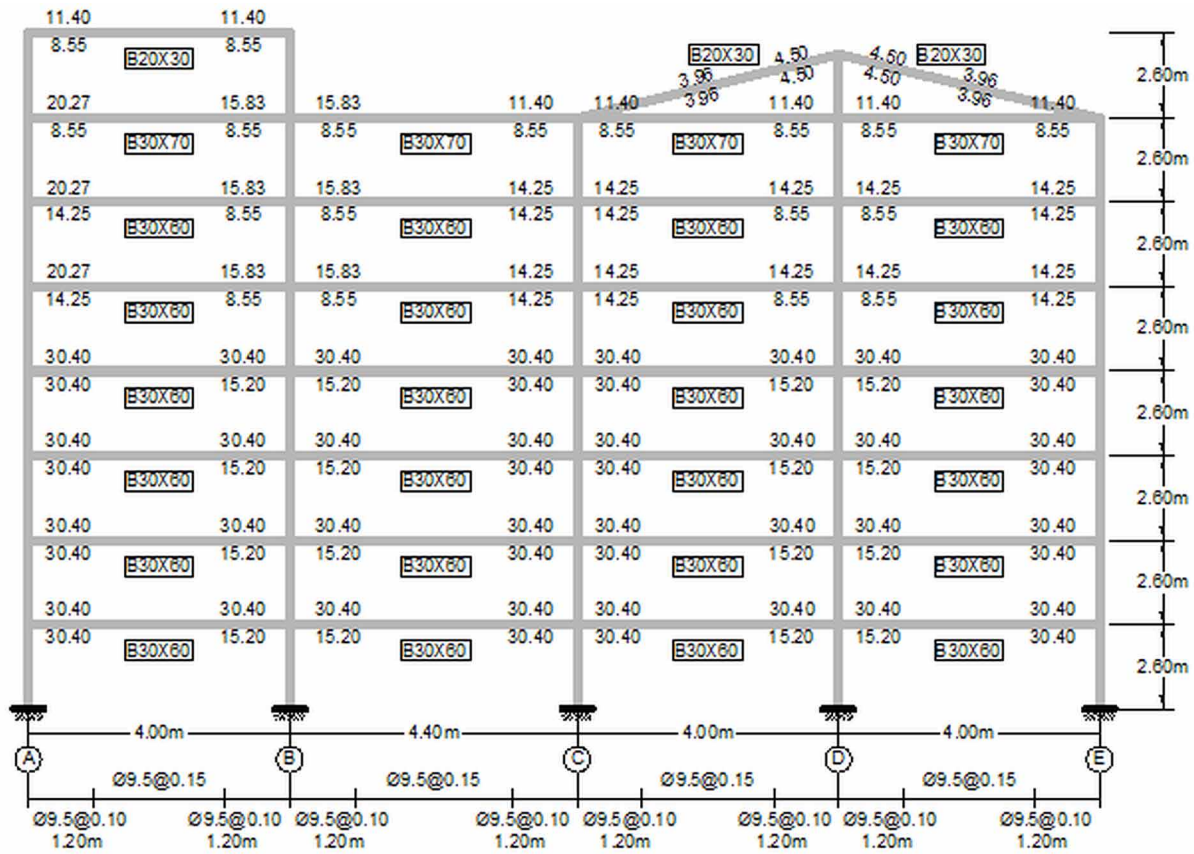 11.40 11.40
8.55 B20X30 8.55
B20X30 4.50 4.50 B20X30
3.96 4.50 4.50 3.96
3.96 3.96
2.60m
20.27 15.83 15.83 11.40 11.40 11.40 11.40 11.40
8.55 B30X70 8.55 8.55 B30X70 8.55 8.55 B30X70 8.55 8.55 B30X70 8.55
2.60m
20.27 15.83 15.83 14.25 14.25 14.25 14.25 14.25
14.25 B30X60 8.55 8.55 B30X60 14.25 14.25 B30X60 8.55 8.55 B30X60 14.25
2.60m
20.27 15.83 15.83 14.25 14.25 14.25 14.25 14.25
14.25 B30X60 8.55 8.55 B30X60 14.25 14.25 B30X60 8.55 8.55 B30X60 14.25
2.60m
30.40 30.40 30.40 30.40 30.40 30.40 30.40 30.40
30.40 B30X60 15.20 15.20 B30X60 30.40 30.40 B30X60 15.20 15.20 B30X60 30.40
2.60m
30.40 30.40 30.40 30.40 30.40 30.40 30.40 30.40
30.40 B30X60 15.20 15.20 B30X60 30.40 30.40 B30X60 15.20 15.20 B30X60 30.40
2.60m
30.40 30.40 30.40 30.40 30.40 30.40 30.40 30.40
30.40 B30X60 15.20 15.20 B30X60 30.40 30.40 B30X60 15.20 15.20 B30X60 30.40
2.60m
30.40 30.40 30.40 30.40 30.40 30.40 30.40 30.40
30.40 B30X60 15.20 15.20 B30X60 30.40 30.40 B30X60 15.20 15.20 B30X60 30.40
2.60m
4.00m 4.40m 4.00m 4.00m
A B C D E
Ø9.5@0.15 Ø9.5@0.15 Ø9.5@0.15 Ø9.5@0.15
Ø9.5@0.10 Ø9.5@0.10 Ø9.5@0.10 Ø9.5@0.10 Ø9.5@0.10 Ø9.5@0.10 Ø9.5@0.10 Ø9.5@0.10
1.20m 1.20m 1.20m 1.20m 1.20m 1.20m 1.20m 1.20m